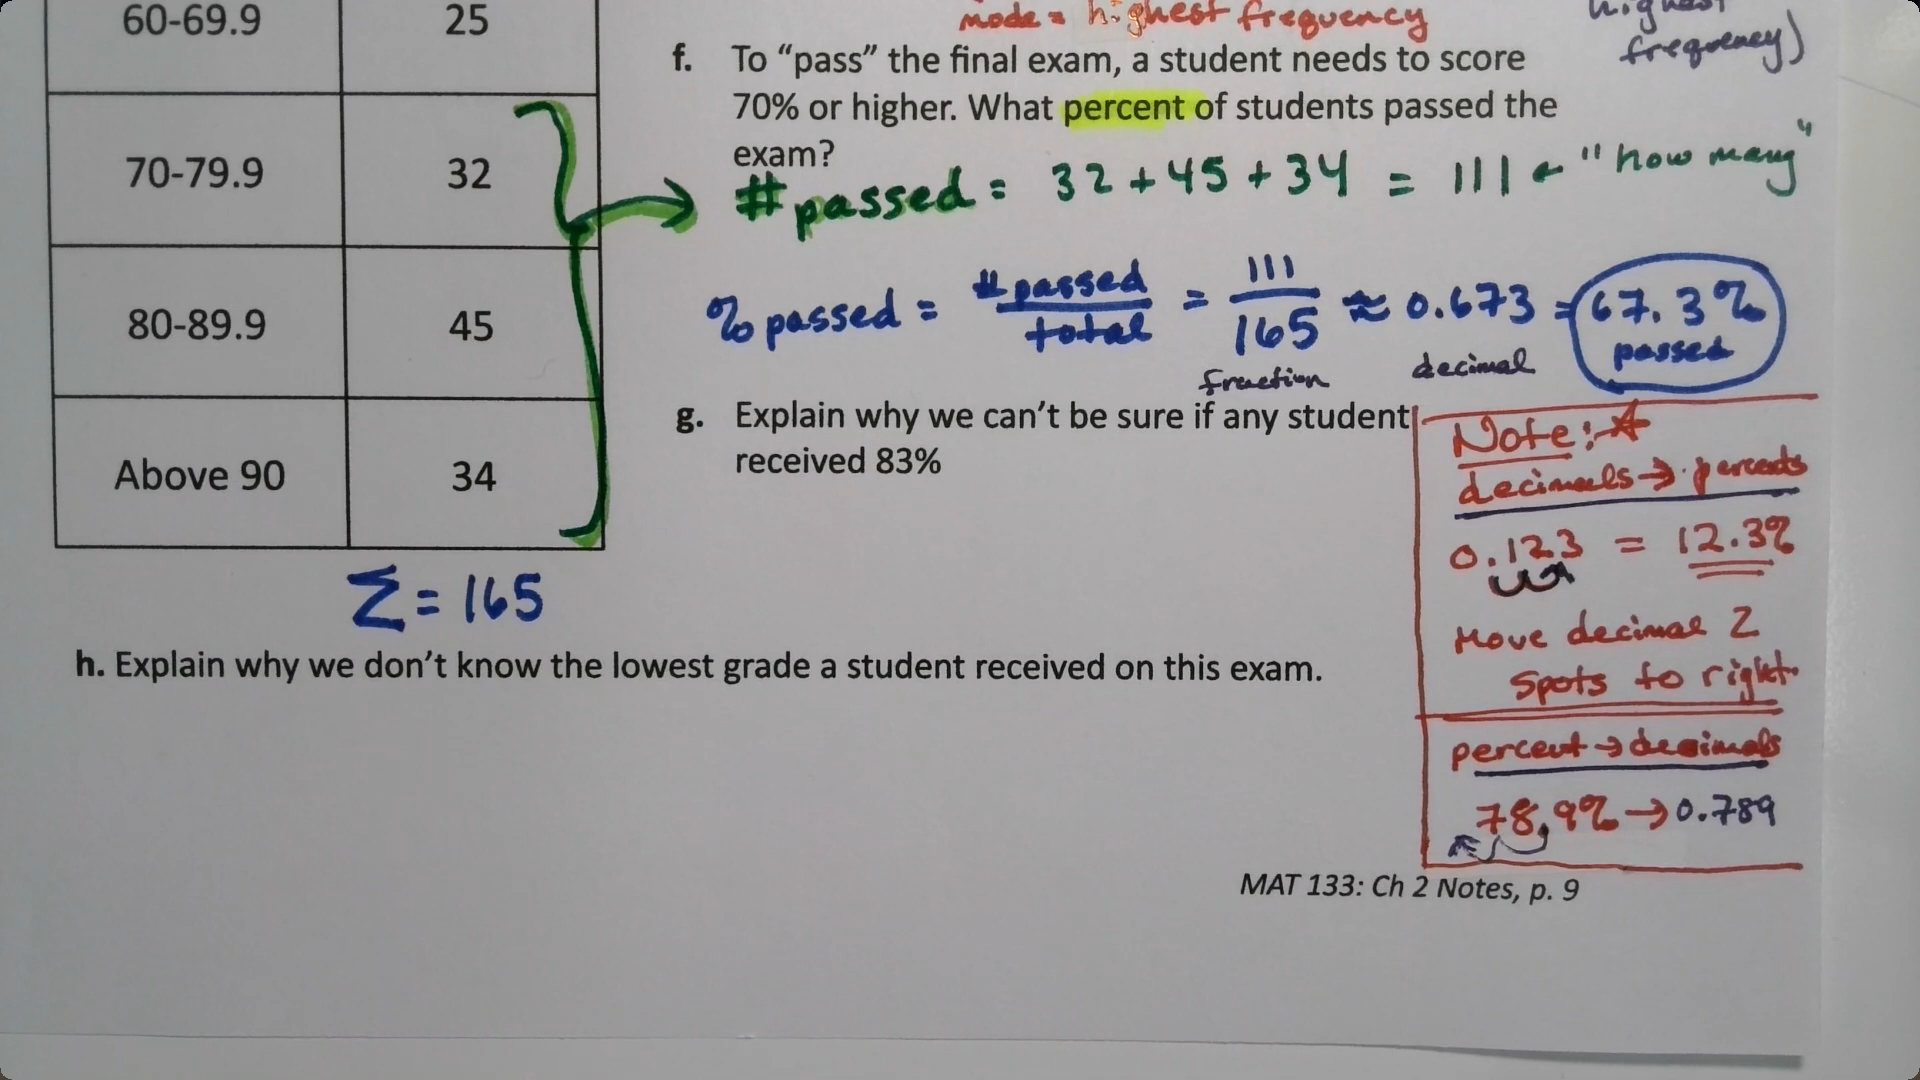 60-69.9 25
70-79.9 32
80-89.9 45
Above 90 34
Σ = 165
mode = highest frequency
highest
frequency)
f. To “pass” the final exam, a student needs to score
70% or higher. What percent of students passed the
exam?
# passed = 32 + 45 + 34 = 111 ← "how many"
% passed = # passed / total = 111 / 165 ≈ 0.673 = 67.3%
passed
fraction decimal
g. Explain why we can’t be sure if any student
received 83%
Note: ☆
decimals → percents
0.123 = 12.3%
Move decimal 2
spots to right.
percent → decimals
78.9% → 0.789
h. Explain why we don’t know the lowest grade a student received on this exam.
MAT 133: Ch 2 Notes, p. 9